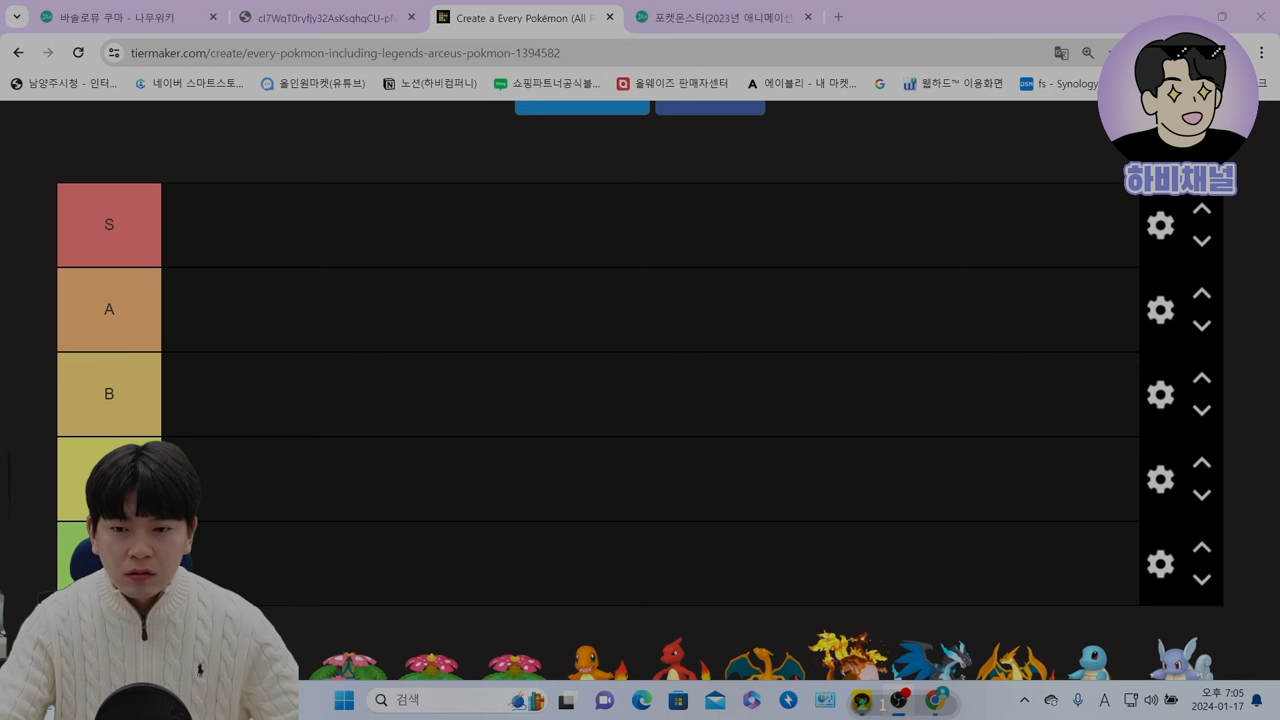 바솔로뮤 쿠마 - 나무위키
cI7WqT0ryfjy32AsKsqhqCU-pN
Create a Every Pokémon (All P
포켓몬스터(2023년 애니메이션
tiermaker.com/create/every-pokmon-including-legends-arceus-pokmon-1394582
남양주시청 - 인터...
네이버 스마트스토...
올인원마켓(유튜브)
노션(하비컴퍼니)
쇼핑파트너공식블...
올웨이즈 판매자센터
에이블리 - 내 마켓...
웹하드™ 이용화면
fs - Synology
하비채널
S
A
B
검색
1
A
오후 7:05
2024-01-17